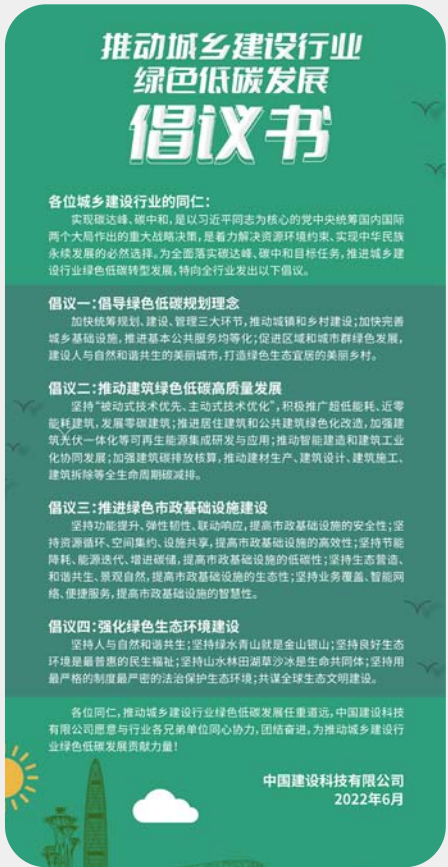 推动城乡建设行业
绿色低碳发展
倡议书
各位城乡建设行业的同仁：
实现碳达峰、碳中和，是以习近平同志为核心的党中央统筹国内国际
两个大局作出的重大战略决策，是着力解决资源环境约束、实现中华民族
永续发展的必然选择。为全面落实碳达峰、碳中和目标任务，推进城乡建
设行业绿色低碳转型发展，特向全行业发出以下倡议。
倡议一：倡导绿色低碳规划理念
加快统筹规划、建设、管理三大环节，推动城镇和乡村建设；加快完善
城乡基础设施，推进基本公共服务均等化；促进区域和城市群绿色发展，
建设人与自然和谐共生的美丽城市，打造绿色生态宜居的美丽乡村。
倡议二：推动建筑绿色低碳高质量发展
坚持“被动式技术优先、主动式技术优化”，积极推广超低能耗、近零
能耗建筑，发展零碳建筑；推进居住建筑和公共建筑绿色化改造，加强建
筑光伏一体化等可再生能源集成研发与应用；推动智能建造和建筑工业
化协同发展；加强建筑碳排放核算，推动建材生产、建筑设计、建筑施工、
建筑拆除等全生命周期碳减排。
倡议三：推进绿色市政基础设施建设
坚持功能提升、弹性韧性、联动响应，提高市政基础设施的安全性；坚
持资源循环、空间集约、设施共享，提高市政基础设施的高效性；坚持节能
降耗、能源迭代、增进碳储，提高市政基础设施的低碳性；坚持生态营造、
和谐共生、景观自然，提高市政基础设施的生态性；坚持业务覆盖、智能网
络、便捷服务，提高市政基础设施的智慧性。
倡议四：强化绿色生态环境建设
坚持人与自然和谐共生；坚持绿水青山就是金山银山；坚持良好生态
环境是最普惠的民生福祉；坚持山水林田湖草沙冰是生命共同体；坚持用
最严格的制度最严密的法治保护生态环境；共谋全球生态文明建设。
各位同仁，推动城乡建设行业绿色低碳发展任重道远，中国建设科技
有限公司愿意与行业各兄弟单位同心协力，团结奋进，为推动城乡建设行
业绿色低碳发展贡献力量！
中国建设科技有限公司
2022年6月